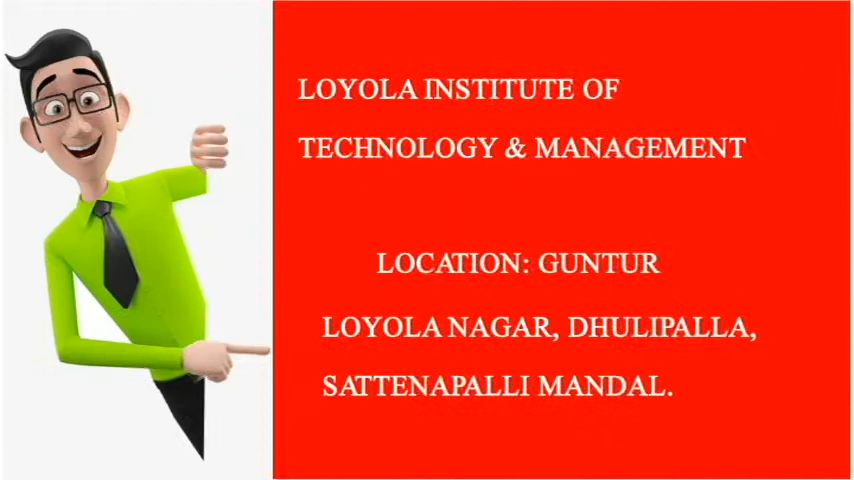 LOYOLA INSTITUTE OF
TECHNOLOGY & MANAGEMENT
LOCATION: GUNTUR
LOYOLA NAGAR, DHULIPALLA,
SATTENAPALLI MANDAL.